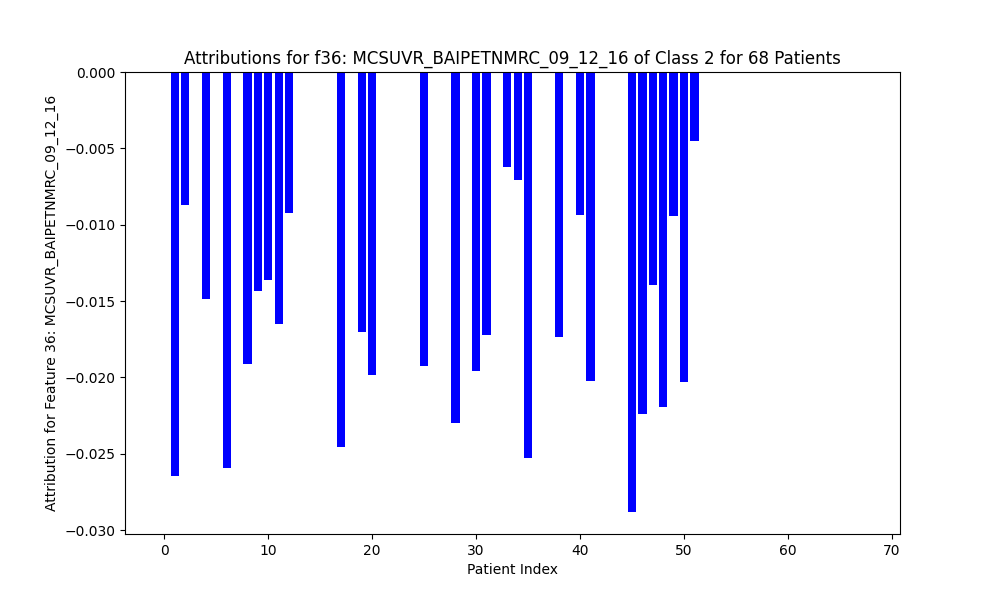 Attributions for f36: MCSUVR_BAIPETNMRC_09_12_16 of Class 2 for 68 Patients
Attribution for Feature 36: MCSUVR_BAIPETNMRC_09_12_16
0.000
−0.005
−0.010
−0.015
−0.020
−0.025
−0.030
0 10 20 30 40 50 60 70
Patient Index